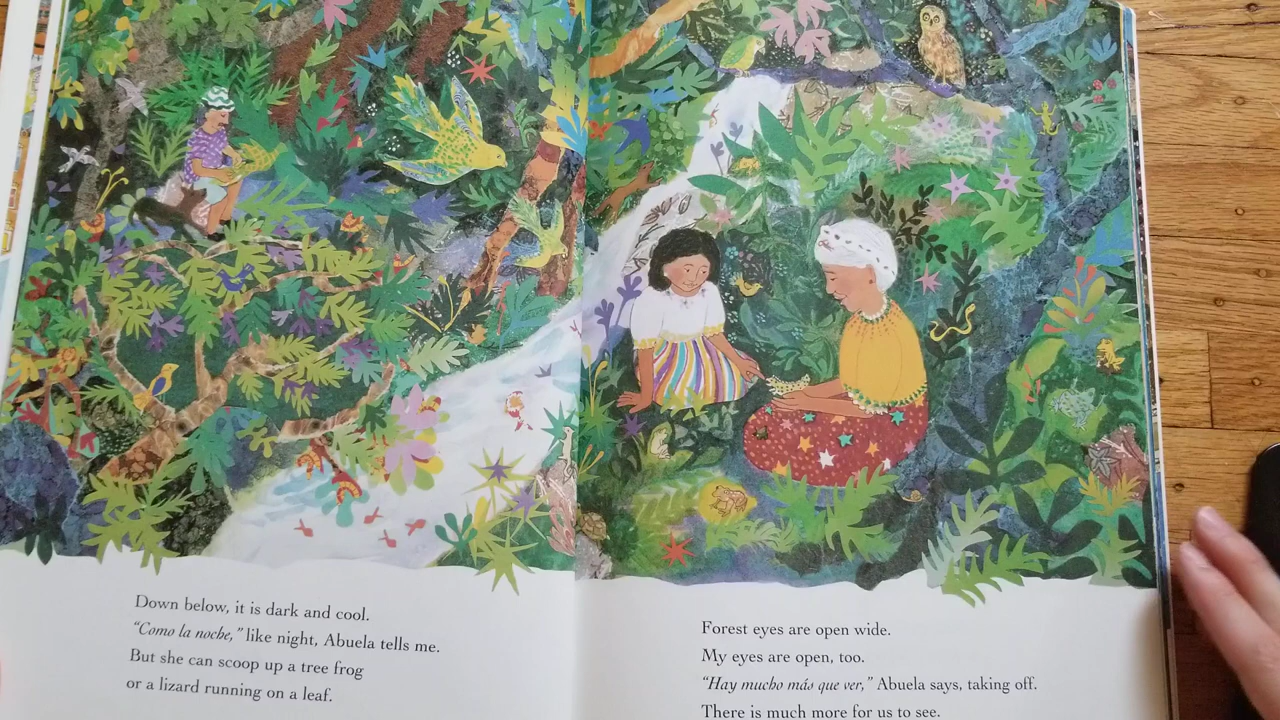 Down below, it is dark and cool.
“Como la noche,” like night, Abuela tells me.
But she can scoop up a tree frog
or a lizard running on a leaf.
Forest eyes are open wide.
My eyes are open, too.
“Hay mucho más que ver,” Abuela says, taking off.
There is much more for us to see.